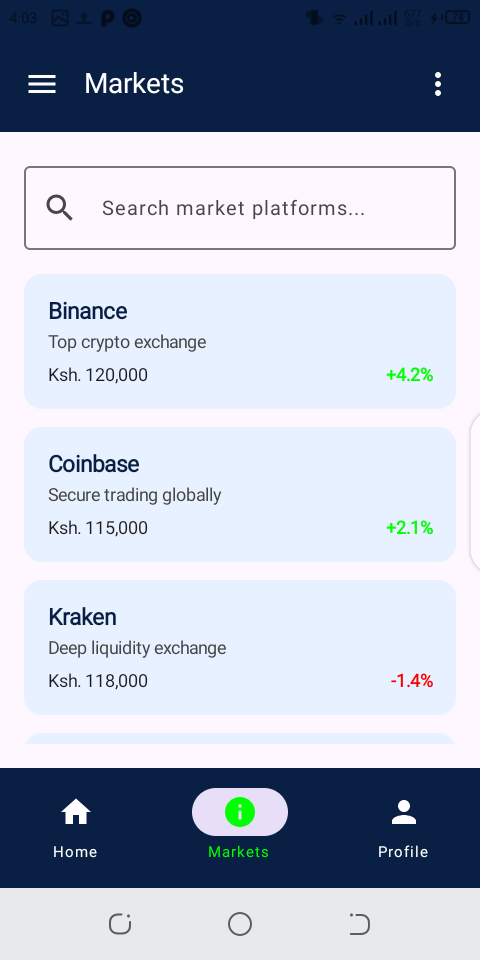 4:03
78
Markets
Search market platforms...
Binance
Top crypto exchange
Ksh. 120,000
+4.2%
Coinbase
Secure trading globally
Ksh. 115,000
+2.1%
Kraken
Deep liquidity exchange
Ksh. 118,000
-1.4%
Home
Markets
Profile